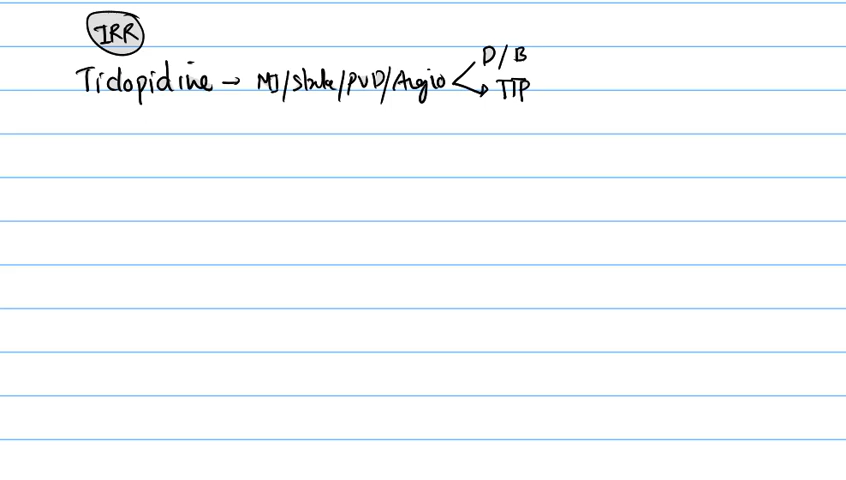 IRR
Ticlopidine → MI/Stroke/PVD/Angio
D/B
→ TTP